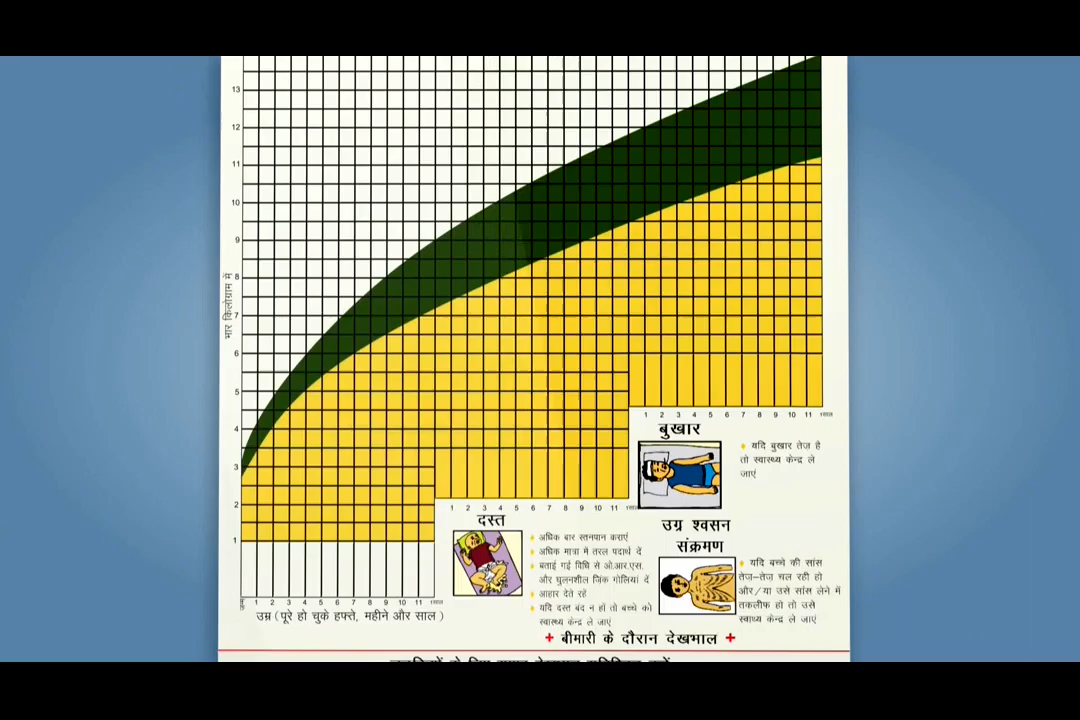 13
12
11
10
9
8
7
6
5
4
3
2
1
भार किलोग्राम में
1 2 3 4 5 6 7 8 9 10 11 1साल
उम्र (पूरे हो चुके हफ्ते, महीने और साल)
1 2 3 4 5 6 7 8 9 10 11
1 2 3 4 5 6 7 8 9 10 11 1साल
बुखार
यदि बुखार तेज़ है
तो स्वास्थ्य केन्द्र ले
जाएं
दस्त
अधिक बार स्तनपान कराएं
अधिक मात्रा में तरल पदार्थ दें
बताई गई विधि से ओ.आर.एस.
और घुलनशील ज़िंक गोलियां दें
आहार देते रहें
यदि दस्त बंद न हों तो बच्चे को
स्वास्थ्य केन्द्र ले जाएं
उग्र श्वसन
संक्रमण
यदि बच्चे की सांस
तेज़-तेज़ चल रही हो
और/या उसे सांस लेने में
तकलीफ हो तो उसे
स्वाथ्य केन्द्र ले जाएं
+ बीमारी के दौरान देखभाल +